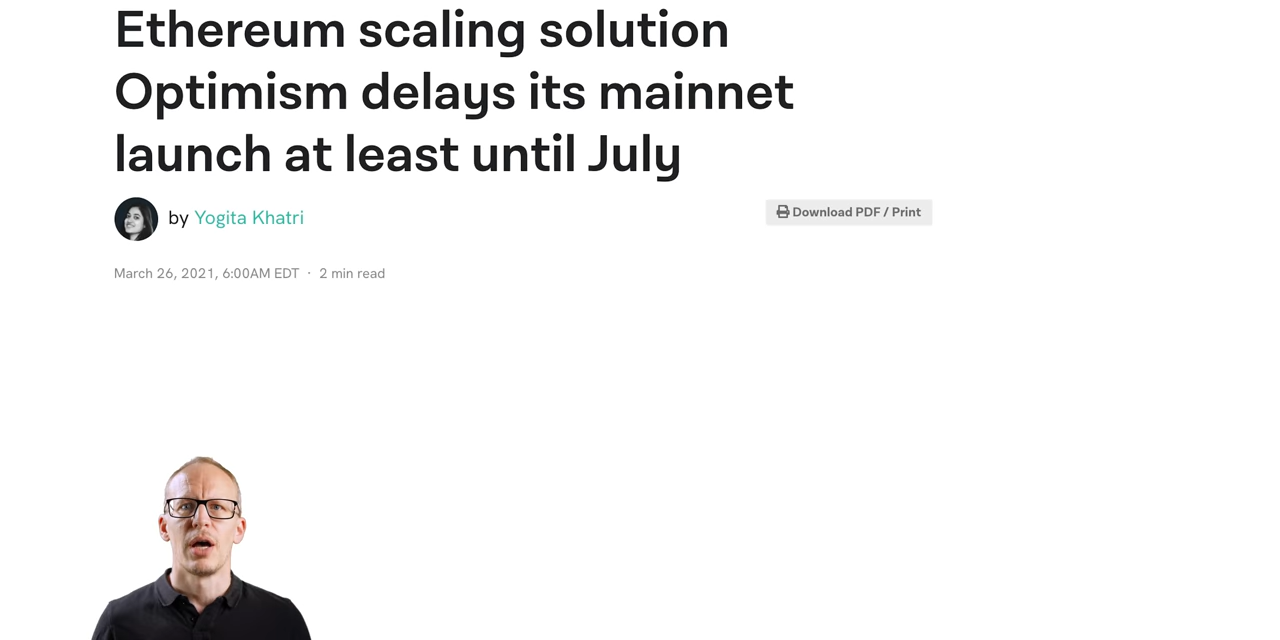 Ethereum scaling solution
Optimism delays its mainnet
launch at least until July
by Yogita Khatri
Download PDF / Print
March 26, 2021, 6:00AM EDT · 2 min read